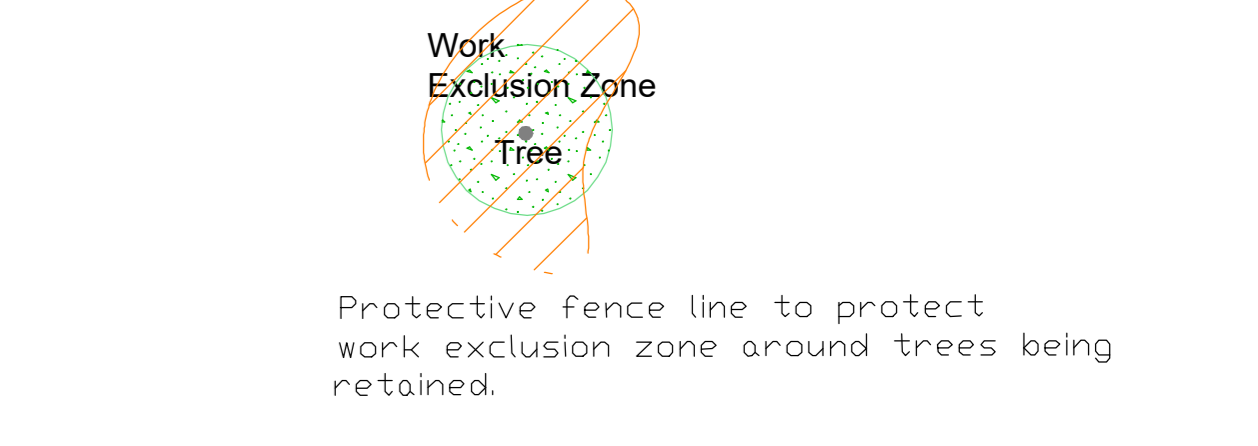 Work
Exclusion Zone
Tree
Protective fence line to protect
work exclusion zone around trees being
retained.